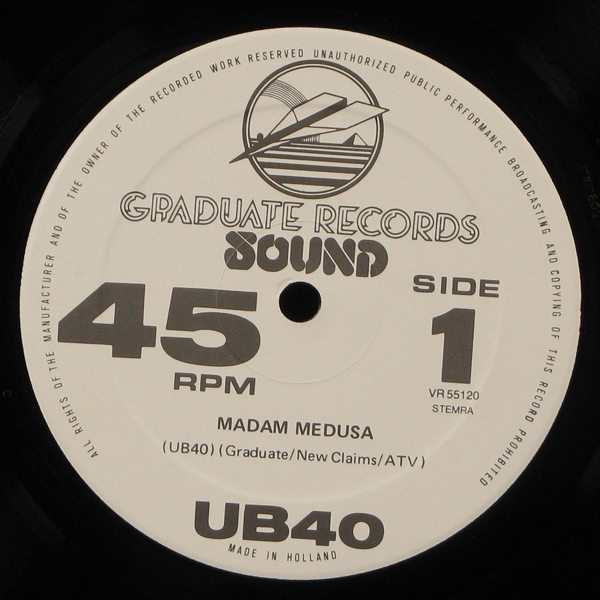 ALL RIGHTS OF THE MANUFACTURER AND OF THE OWNER OF THE RECORDED WORK RESERVED UNAUTHORIZED PUBLIC PERFORMANCE BROADCASTING AND COPYING OF THIS RECORD PROHIBITED
GRADUATE RECORDS
SOUND
45
RPM
SIDE
1
VR 55120
STEMRA
MADAM MEDUSA
(UB40) (Graduate/New Claims/ATV)
UB40
MADE IN HOLLAND